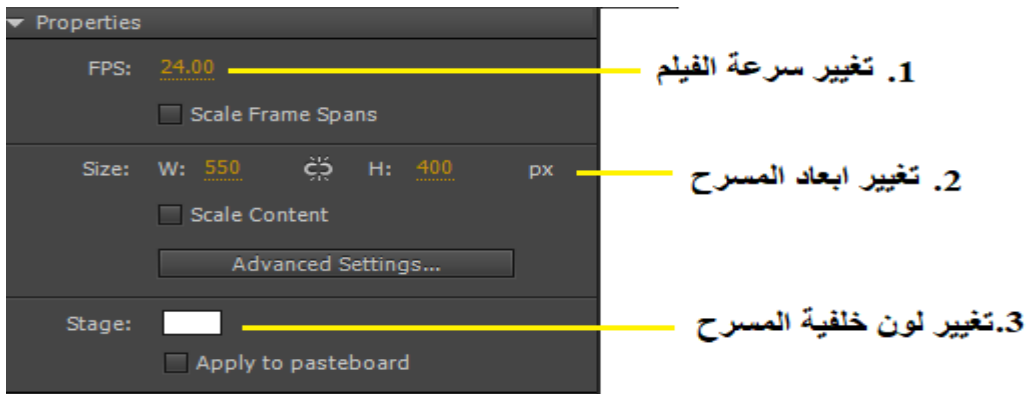 Properties
FPS: 24.00
1. تغيير سرعة الفيلم
Scale Frame Spans
Size: W: 550 H: 400 px
2. تغيير ابعاد المسرح
Scale Content
Advanced Settings...
Stage:
3.تغيير لون خلفية المسرح
Apply to pasteboard